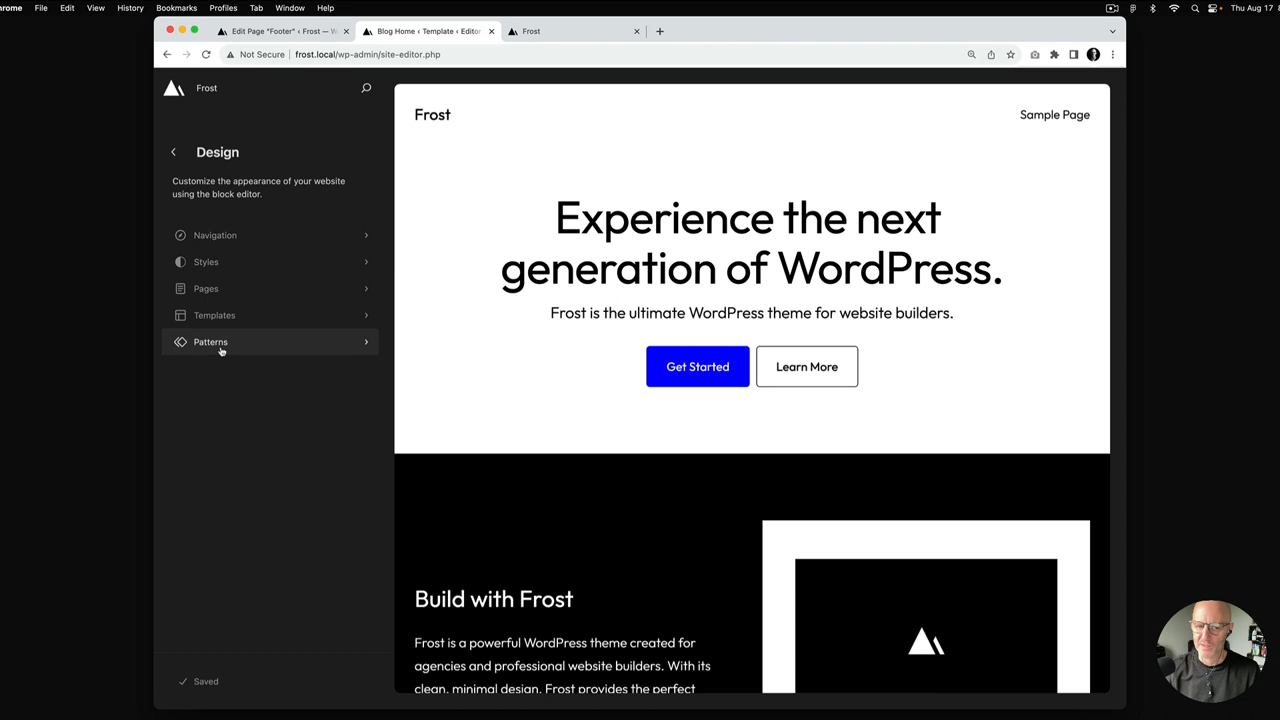 File Edit View History Bookmarks Profiles Tab Window Help
Thu Aug 17
Edit Page "Footer" ‹ Frost — W
Blog Home ‹ Template ‹ Editor
Frost
Not Secure frost.local/wp-admin/site-editor.php
Frost
Design
Customize the appearance of your website
using the block editor.
Navigation
Styles
Pages
Templates
Patterns
Saved
Frost
Sample Page
Experience the next
generation of WordPress.
Frost is the ultimate WordPress theme for website builders.
Get Started
Learn More
Build with Frost
Frost is a powerful WordPress theme created for
agencies and professional website builders. With its
clean, minimal design, Frost provides the perfect